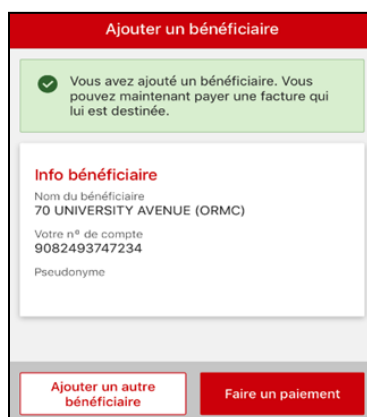 Ajouter un bénéficiaire
Vous avez ajouté un bénéficiaire. Vous
pouvez maintenant payer une facture qui
lui est destinée.
Info bénéficiaire
Nom du bénéficiaire
70 UNIVERSITY AVENUE (ORMC)
Votre nº de compte
9082493747234
Pseudonyme
Ajouter un autre
bénéficiaire
Faire un paiement